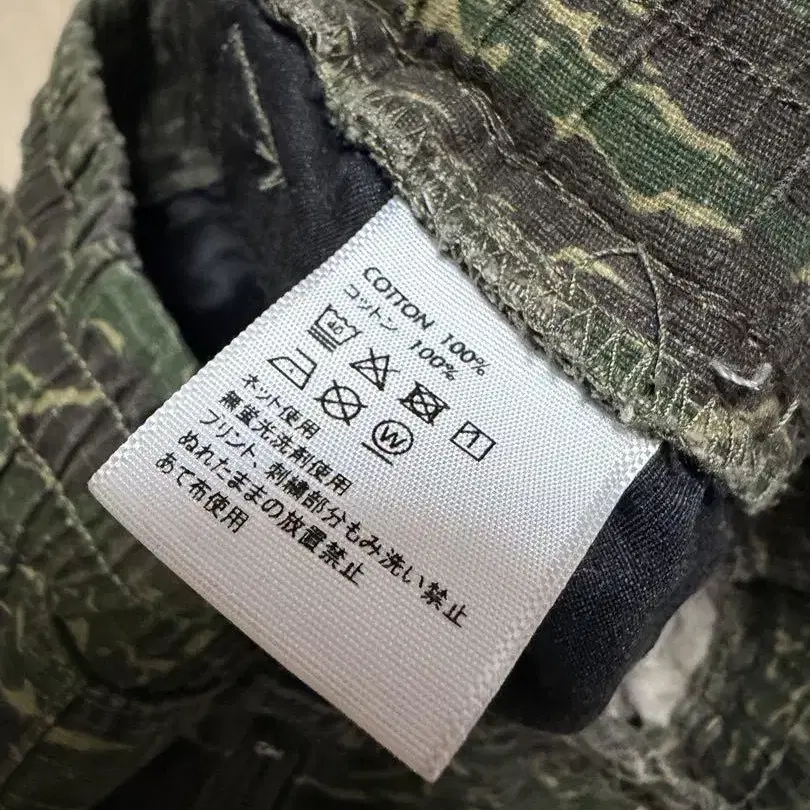 COTTON 100%
コットン 100%
ネット使用
無蛍光洗剤使用
プリント、刺繍部分もみ洗い禁止
ぬれたままの放置禁止
あて布使用